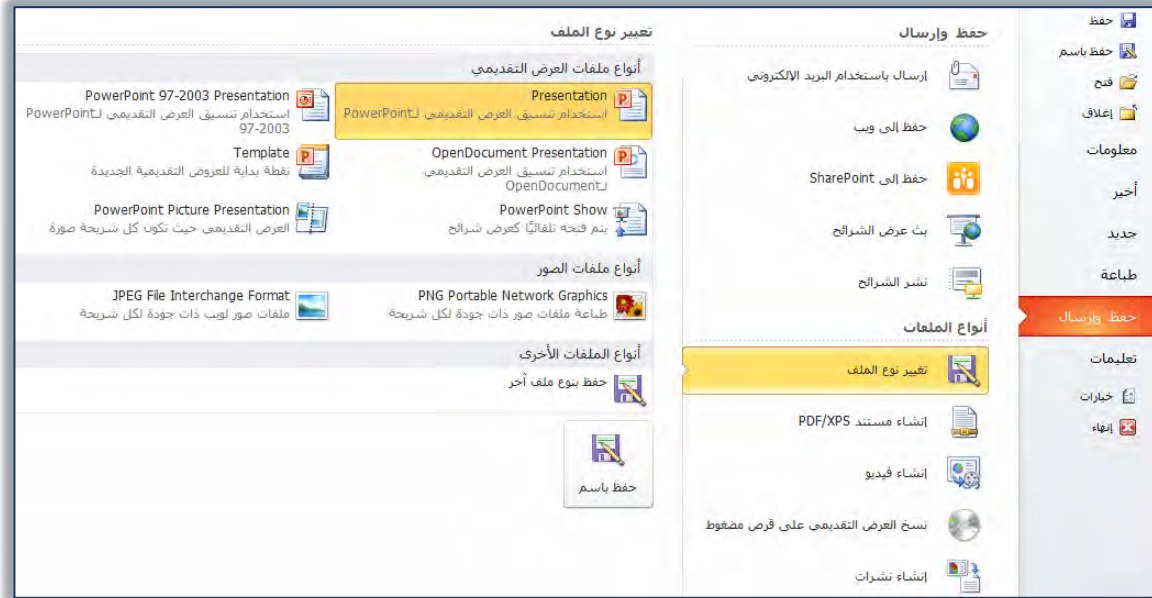 حفظ
حفظ باسم
فتح
إغلاق
معلومات
أخير
جديد
طباعة
حفظ وإرسال
تعليمات
خيارات
إنهاء
حفظ وإرسال
إرسال باستخدام البريد الإلكتروني
حفظ إلى ويب
حفظ إلى SharePoint
بث عرض الشرائح
نشر الشرائح
أنواع الملفات
تغيير نوع الملف
إنشاء مستند PDF/XPS
إنشاء فيديو
نسخ العرض التقديمي على قرص مضغوط
إنشاء نشرات
تغيير نوع الملف
أنواع ملفات العرض التقديمي
Presentation
استخدام تنسيق العرض التقديمي لـPowerPoint
PowerPoint 97-2003 Presentation
استخدام تنسيق العرض التقديمي لـPowerPoint
97-2003
OpenDocument Presentation
استخدام تنسيق العرض التقديمي
لـOpenDocument
Template
نقطة بداية للعروض التقديمية الجديدة
PowerPoint Show
يتم فتحه تلقائيًا كعرض شرائح
PowerPoint Picture Presentation
العرض التقديمي حيث تكون كل شريحة صورة
أنواع ملفات الصور
PNG Portable Network Graphics
طباعة ملفات صور ذات جودة لكل شريحة
JPEG File Interchange Format
ملفات صور لويب ذات جودة لكل شريحة
أنواع الملفات الأخرى
حفظ بنوع ملف آخر
حفظ باسم